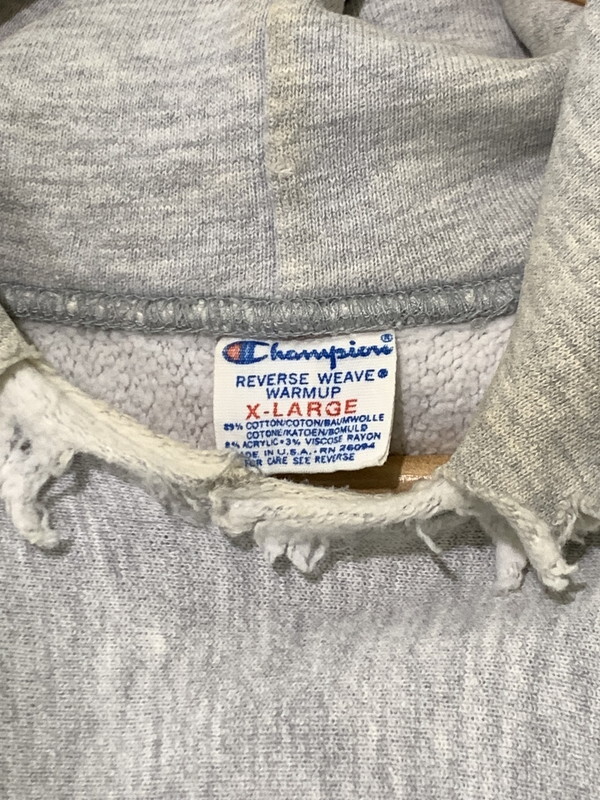 Champion®
REVERSE WEAVE®
WARMUP
X-LARGE
89% COTTON/COTON/BAUMWOLLE
COTONE/KATOEN/BOMULD
8% ACRYLIC•3% VISCOSE RAYON
MADE IN U.S.A.•RN 26094
FOR CARE SEE REVERSE